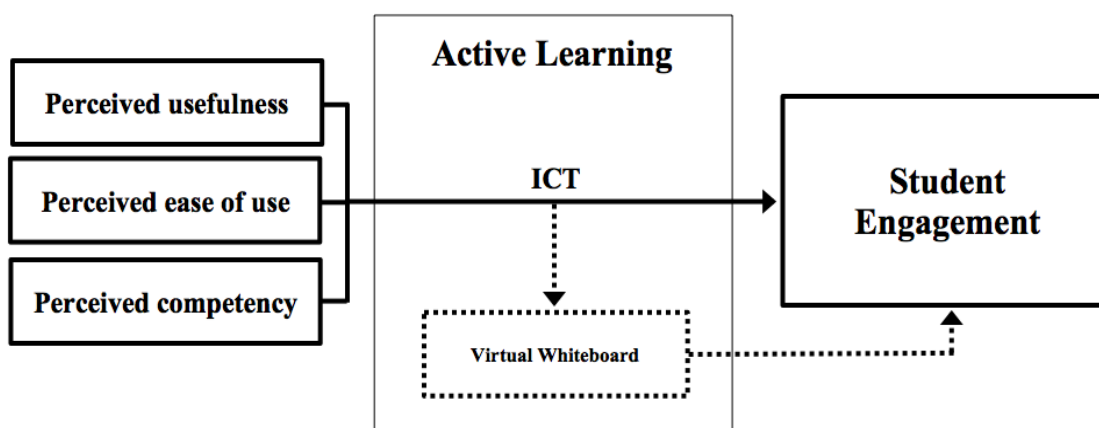 Active Learning
Perceived usefulness
Perceived ease of use
Perceived competency
ICT
Virtual Whiteboard
Student
Engagement